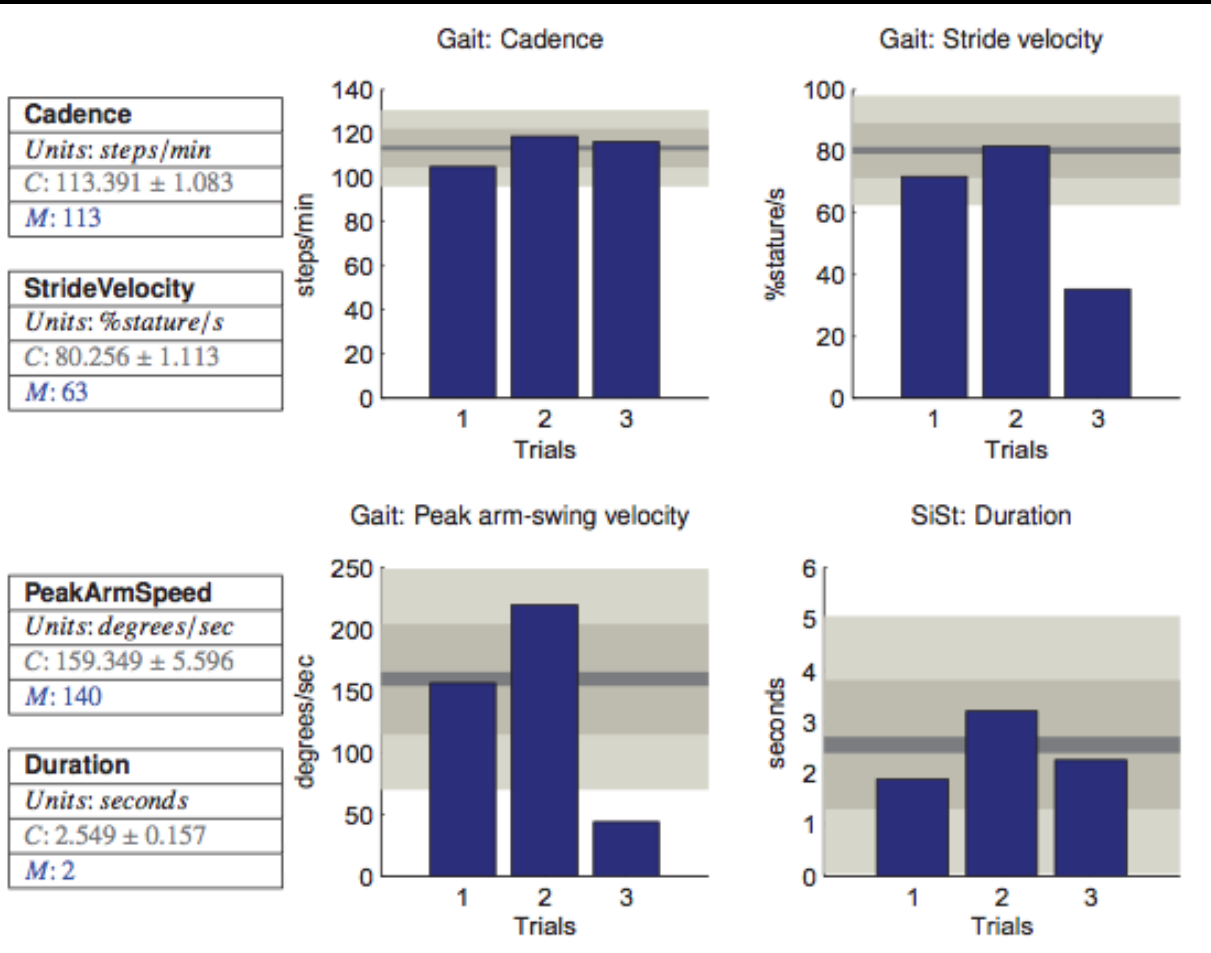 Gait: Cadence
Gait: Stride velocity
Cadence
Units: steps/min
C: 113.391 ± 1.083
M: 113
StrideVelocity
Units: %stature/s
C: 80.256 ± 1.113
M: 63
steps/min
140
120
100
80
60
40
20
0
1 2 3
Trials
%stature/s
100
80
60
40
20
0
1 2 3
Trials
Gait: Peak arm-swing velocity
SiSt: Duration
PeakArmSpeed
Units: degrees/sec
C: 159.349 ± 5.596
M: 140
Duration
Units: seconds
C: 2.549 ± 0.157
M: 2
degrees/sec
250
200
150
100
50
0
1 2 3
Trials
seconds
6
5
4
3
2
1
0
1 2 3
Trials